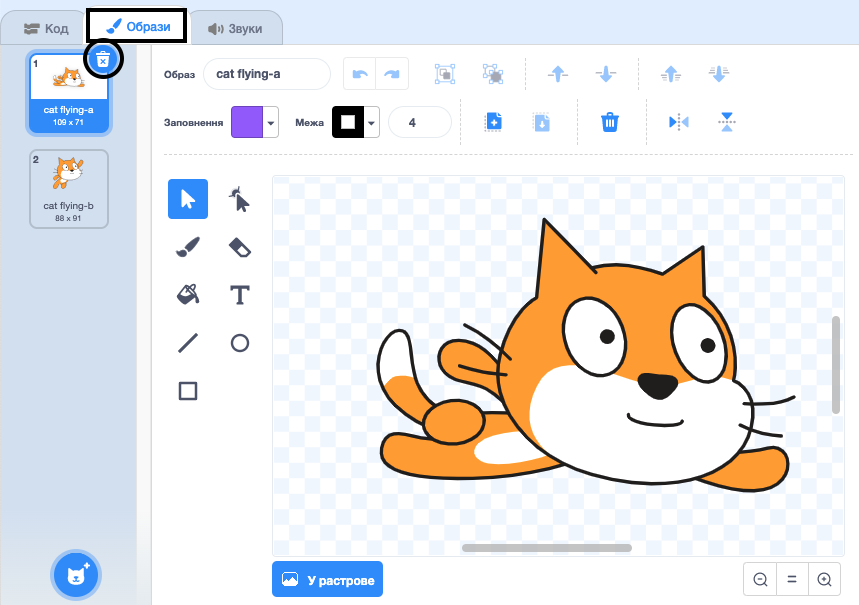 Код
Образи
Звуки
1
cat flying-a
109 x 71
2
cat flying-b
88 x 91
Образ
cat flying-a
Заповнення
Межа
4
T
У растрове